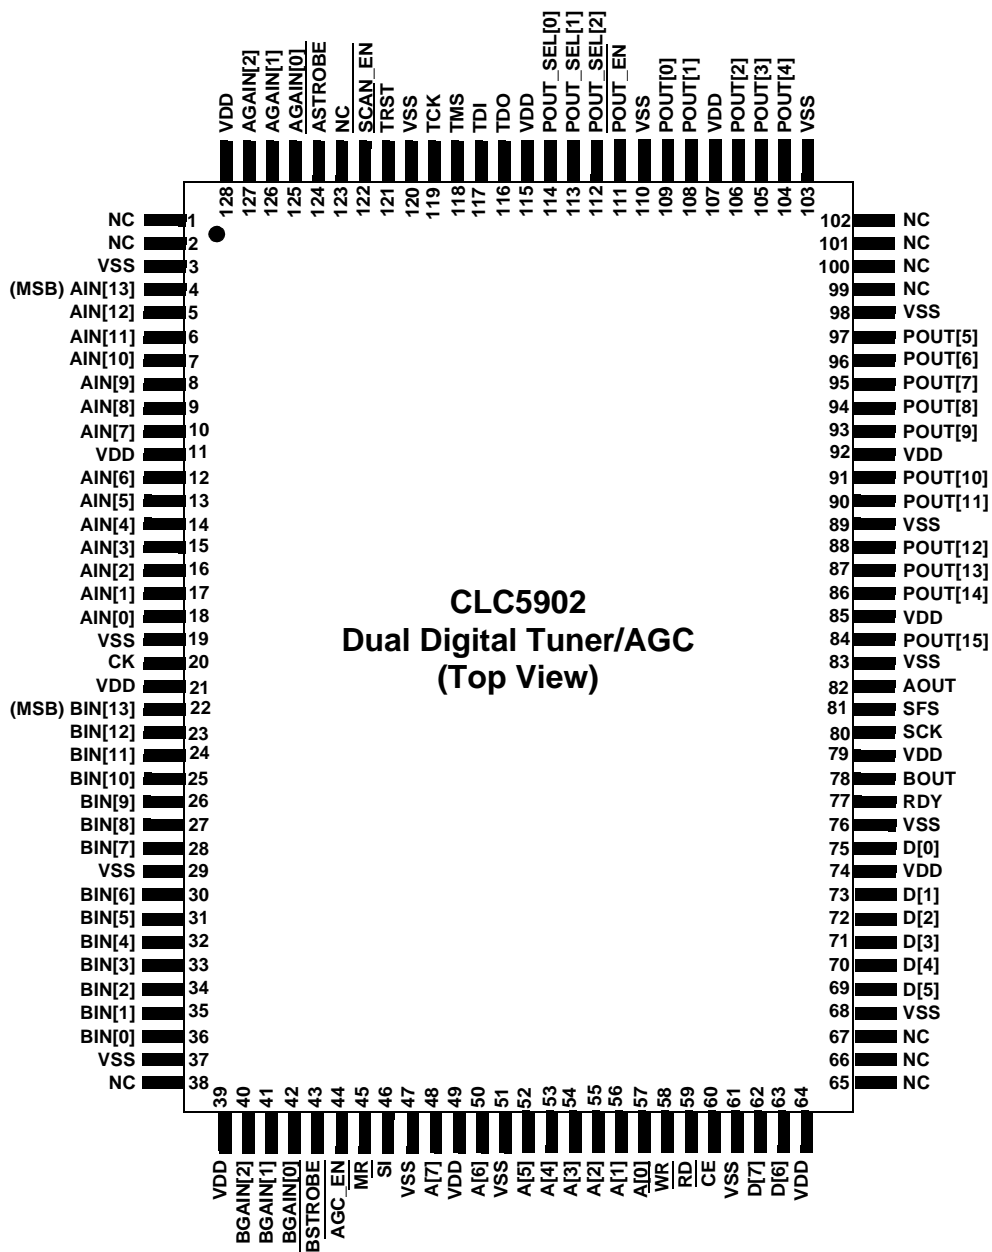 VDD
AGAIN[2]
AGAIN[1]
AGAIN[0]
ASTROBE
NC
SCAN_EN
TRST
VSS
TCK
TMS
TDI
TDO
VDD
POUT_SEL[0]
POUT_SEL[1]
POUT_SEL[2]
POUT_EN
VSS
POUT[0]
POUT[1]
VDD
POUT[2]
POUT[3]
POUT[4]
VSS
128 127 126 125 124 123 122 121 120 119 118 117 116 115 114 113 112 111 110 109 108 107 106 105 104 103
NC 1
NC 2
VSS 3
(MSB) AIN[13] 4
AIN[12] 5
AIN[11] 6
AIN[10] 7
AIN[9] 8
AIN[8] 9
AIN[7] 10
VDD 11
AIN[6] 12
AIN[5] 13
AIN[4] 14
AIN[3] 15
AIN[2] 16
AIN[1] 17
AIN[0] 18
VSS 19
CK 20
VDD 21
(MSB) BIN[13] 22
BIN[12] 23
BIN[11] 24
BIN[10] 25
BIN[9] 26
BIN[8] 27
BIN[7] 28
VSS 29
BIN[6] 30
BIN[5] 31
BIN[4] 32
BIN[3] 33
BIN[2] 34
BIN[1] 35
BIN[0] 36
VSS 37
NC 38
CLC5902
Dual Digital Tuner/AGC
(Top View)
102 NC
101 NC
100 NC
99 NC
98 VSS
97 POUT[5]
96 POUT[6]
95 POUT[7]
94 POUT[8]
93 POUT[9]
92 VDD
91 POUT[10]
90 POUT[11]
89 VSS
88 POUT[12]
87 POUT[13]
86 POUT[14]
85 VDD
84 POUT[15]
83 VSS
82 AOUT
81 SFS
80 SCK
79 VDD
78 BOUT
77 RDY
76 VSS
75 D[0]
74 VDD
73 D[1]
72 D[2]
71 D[3]
70 D[4]
69 D[5]
68 VSS
67 NC
66 NC
65 NC
39 40 41 42 43 44 45 46 47 48 49 50 51 52 53 54 55 56 57 58 59 60 61 62 63 64
VDD
BGAIN[2]
BGAIN[1]
BGAIN[0]
BSTROBE
AGC_EN
MR
SI
VSS
A[7]
VDD
A[6]
VSS
A[5]
A[4]
A[3]
A[2]
A[1]
A[0]
WR
RD
CE
VSS
D[7]
D[6]
VDD